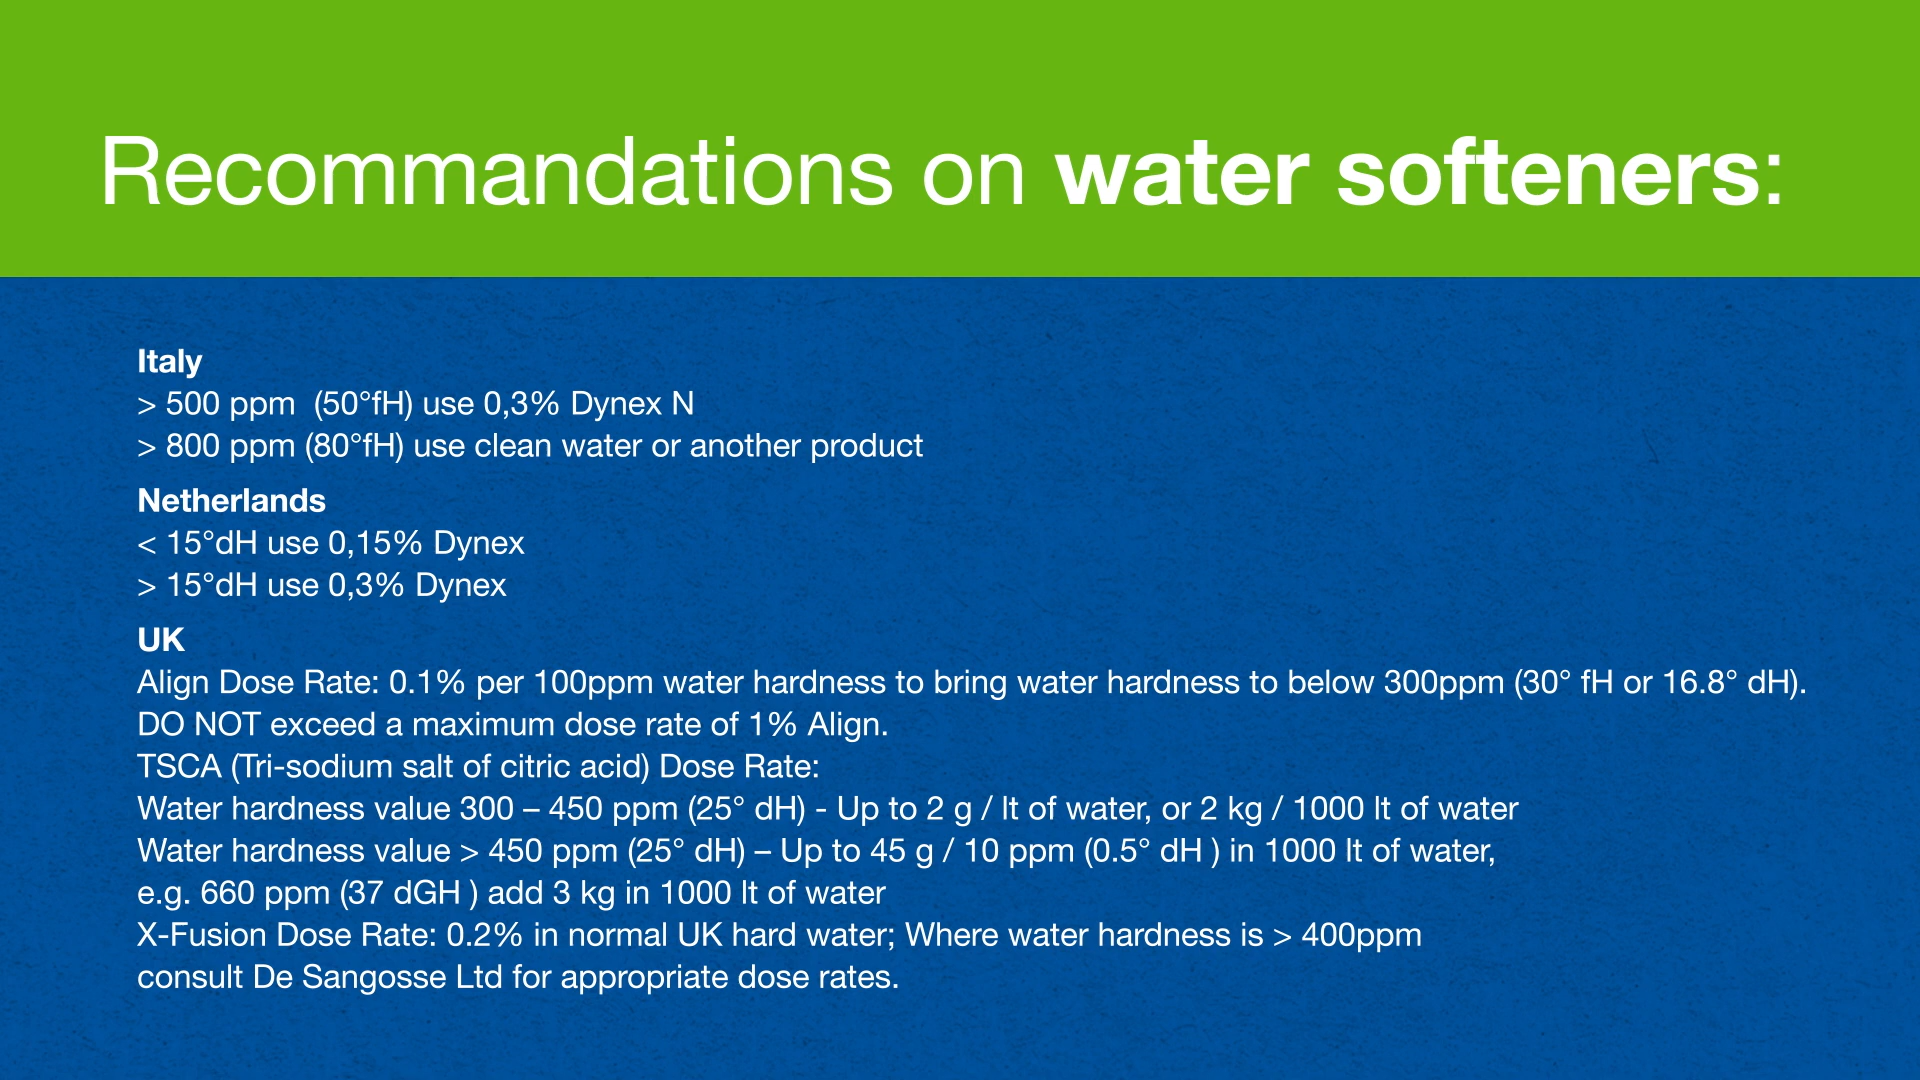 Recommandations on water softeners:
Italy
> 500 ppm  (50°fH) use 0,3% Dynex N
> 800 ppm (80°fH) use clean water or another product
Netherlands
< 15°dH use 0,15% Dynex
> 15°dH use 0,3% Dynex
UK
Align Dose Rate: 0.1% per 100ppm water hardness to bring water hardness to below 300ppm (30° fH or 16.8° dH).
DO NOT exceed a maximum dose rate of 1% Align.
TSCA (Tri-sodium salt of citric acid) Dose Rate:
Water hardness value 300 – 450 ppm (25° dH) - Up to 2 g / lt of water, or 2 kg / 1000 lt of water
Water hardness value > 450 ppm (25° dH) – Up to 45 g / 10 ppm (0.5° dH ) in 1000 lt of water,
e.g. 660 ppm (37 dGH ) add 3 kg in 1000 lt of water
X-Fusion Dose Rate: 0.2% in normal UK hard water; Where water hardness is > 400ppm
consult De Sangosse Ltd for appropriate dose rates.